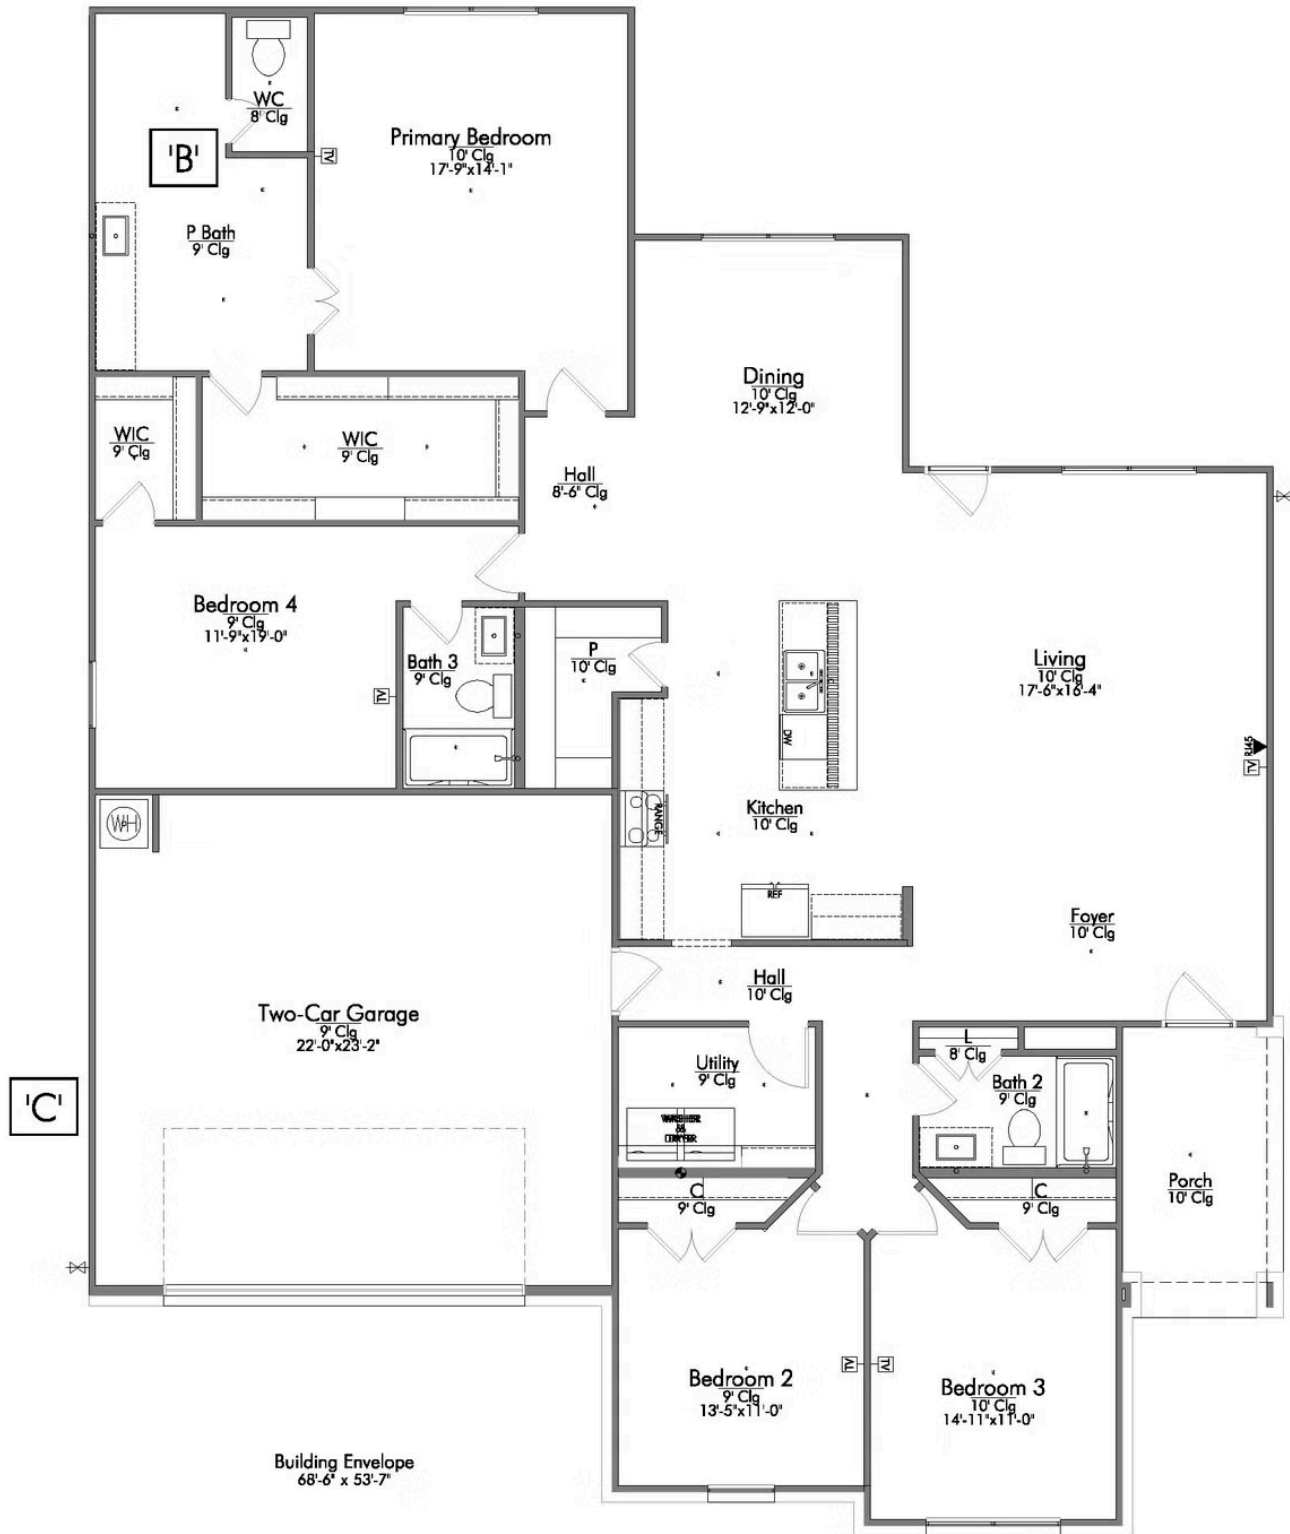 WC
8' Clg
'B'
Primary Bedroom
10' Clg
17'-9"x14'-1"
TV
P Bath
9' Clg
Dining
10' Clg
12'-9"x12'-0"
WIC
9' Clg
WIC
9' Clg
Hall
8'-6" Clg
Bedroom 4
9' Clg
11'-9"x19'-0"
TV
Bath 3
9' Clg
P
10' Clg
Living
10' Clg
17'-6"x16'-4"
DW
RJ45
TV
WH
RANGE
Kitchen
10' Clg
REF
Foyer
10' Clg
Hall
10' Clg
Two-Car Garage
9' Clg
22'-0"x23'-2"
'C'
Utility
9' Clg
WASHER
DRYER
L
8' Clg
Bath 2
9' Clg
C
9' Clg
C
9' Clg
Porch
10' Clg
Bedroom 2
9' Clg
13'-5"x11'-0"
TV
TV
Bedroom 3
10' Clg
14'-11"x11'-0"
Building Envelope
68'-6" x 53'-7"